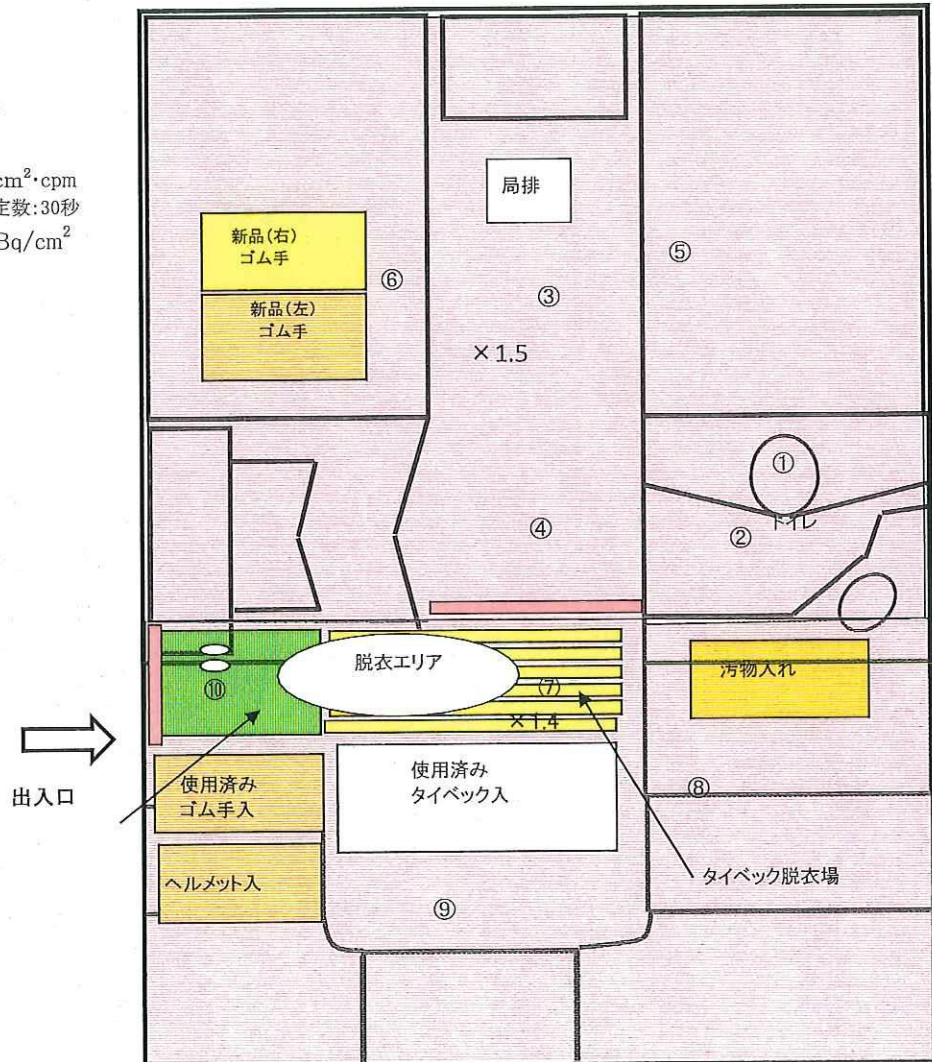 cm²・cpm
定数:30秒
Bq/cm²
局排
新品(右)
ゴム手
新品(左)
ゴム手
⑥
③
⑤
×1.5
①
④
②
トイレ
脱衣エリア
(7)
汚物入れ
⑩
×1.4
出入口
使用済み
ゴム手入
使用済み
タイベック入
⑧
ヘルメット入
タイベック脱衣場
⑨